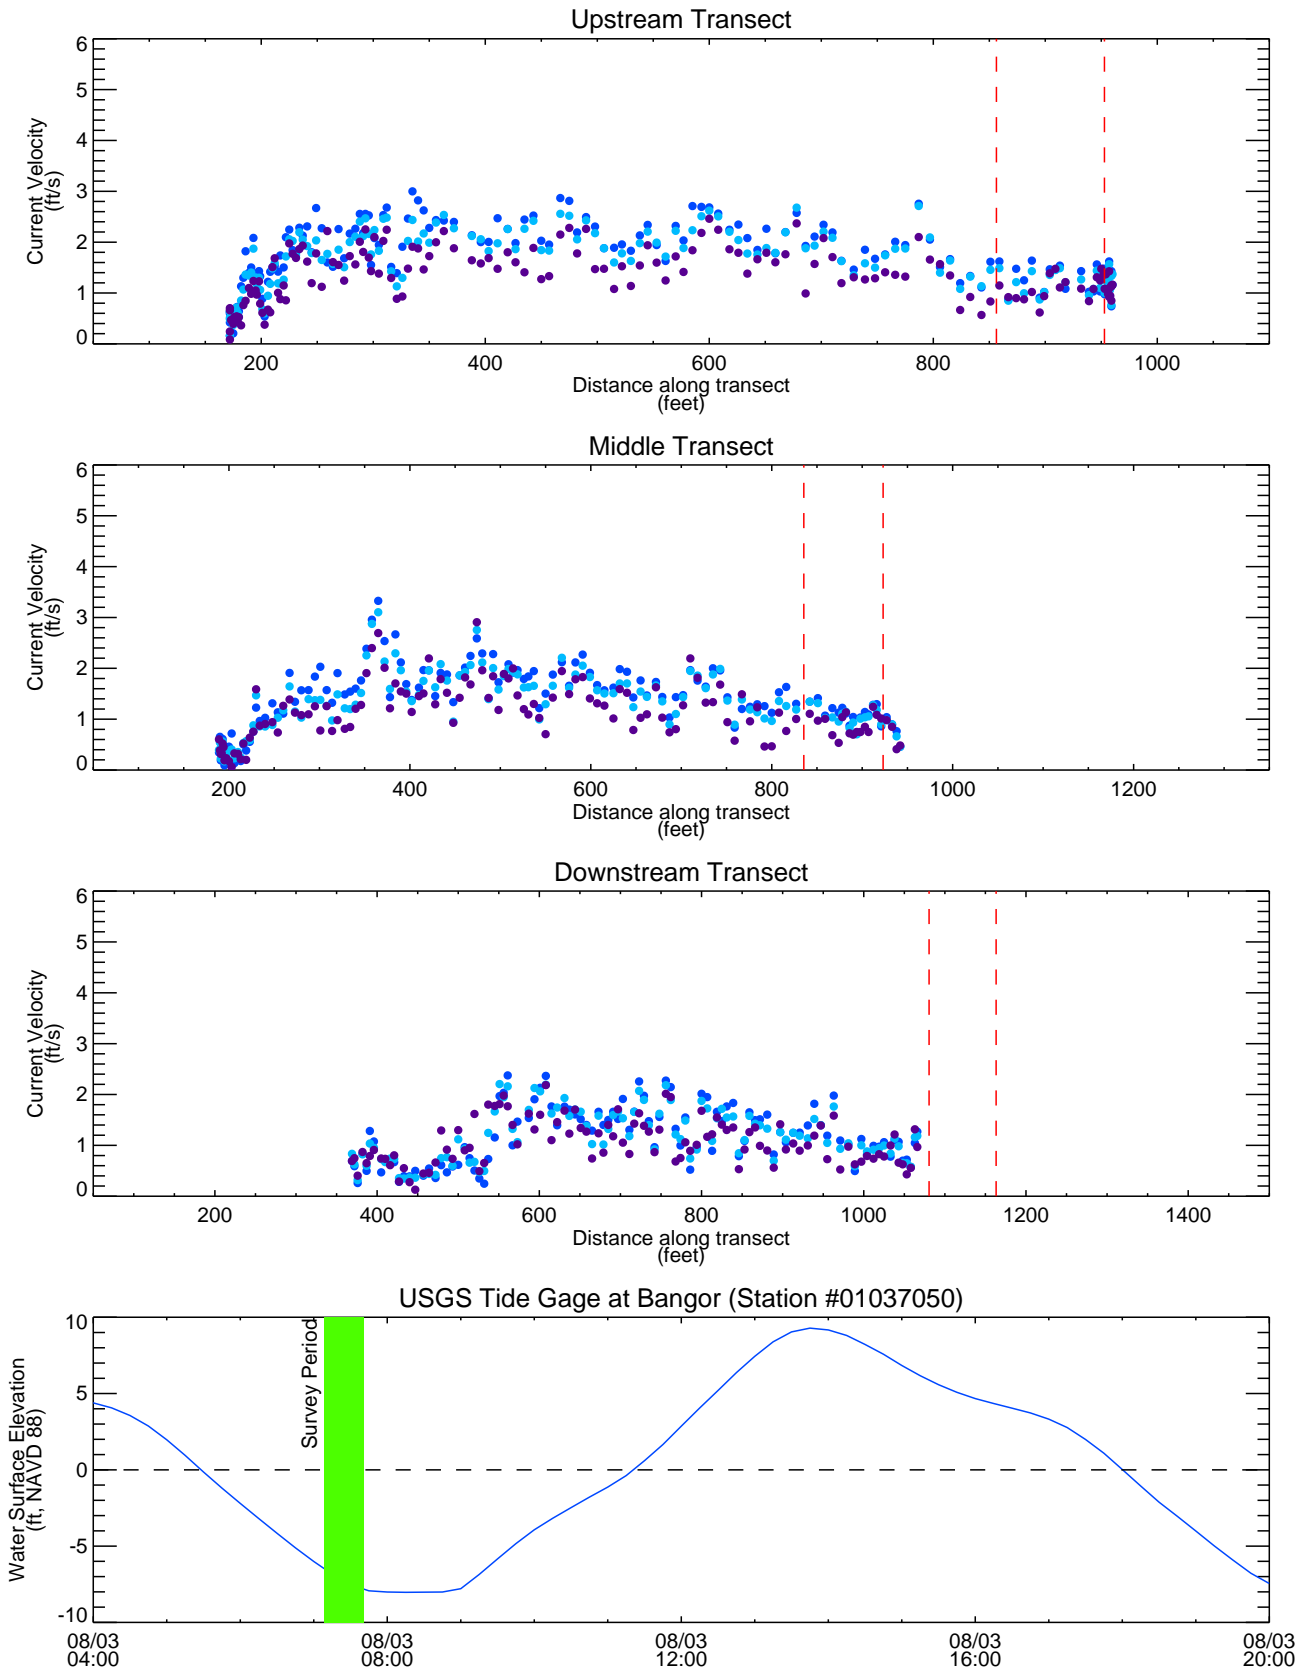 Upstream Transect
6
5
4
3
2
1
0
Current Velocity
(ft/s)
200 400 600 800 1000
Distance along transect
(feet)
Middle Transect
6
5
4
3
2
1
0
Current Velocity
(ft/s)
200 400 600 800 1000 1200
Distance along transect
(feet)
Downstream Transect
6
5
4
3
2
1
0
Current Velocity
(ft/s)
200 400 600 800 1000 1200 1400
Distance along transect
(feet)
USGS Tide Gage at Bangor (Station #01037050)
10
5
0
-5
-10
Water Surface Elevation
(ft, NAVD 88)
Survey Period
08/03 08/03 08/03 08/03 08/03
04:00 08:00 12:00 16:00 20:00